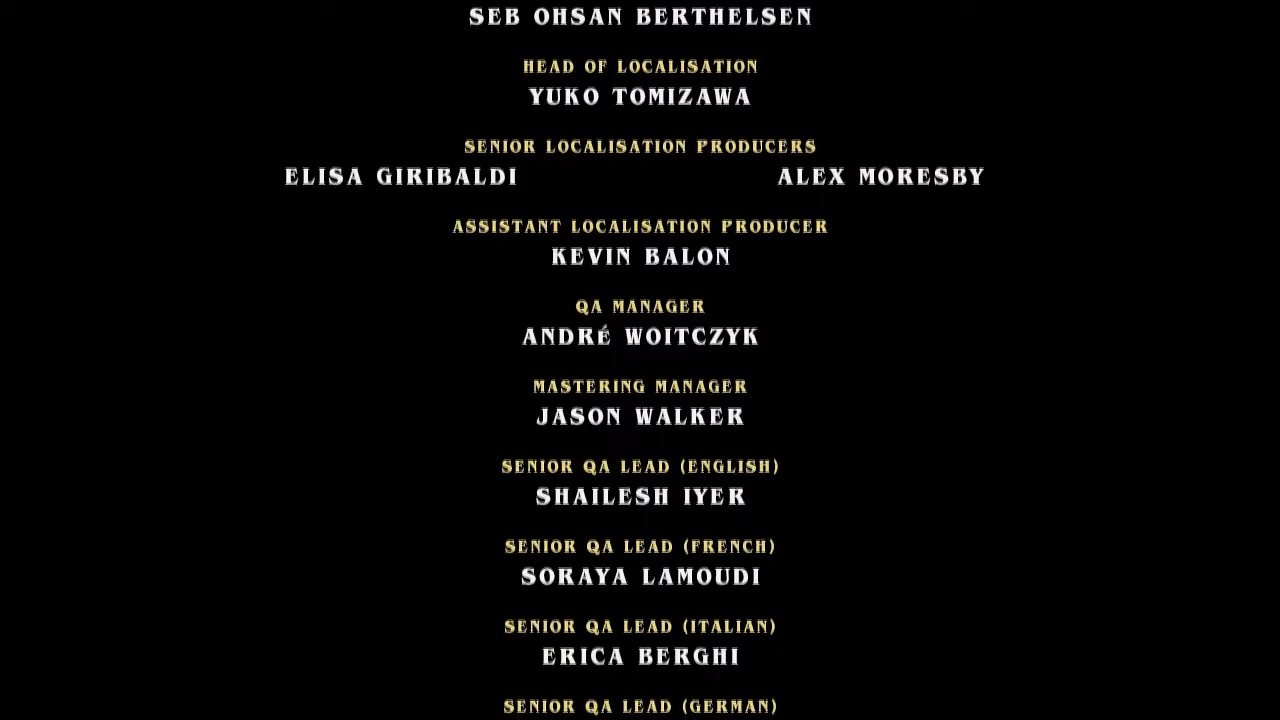 SEB OHSAN BERTHELSEN
HEAD OF LOCALISATION
YUKO TOMIZAWA
SENIOR LOCALISATION PRODUCERS
ELISA GIRIBALDI ALEX MORESBY
ASSISTANT LOCALISATION PRODUCER
KEVIN BALON
QA MANAGER
ANDRé WOITCZYK
MASTERING MANAGER
JASON WALKER
SENIOR QA LEAD (ENGLISH)
SHAILESH IYER
SENIOR QA LEAD (FRENCH)
SORAYA LAMOUDI
SENIOR QA LEAD (ITALIAN)
ERICA BERGHI
SENIOR QA LEAD (GERMAN)